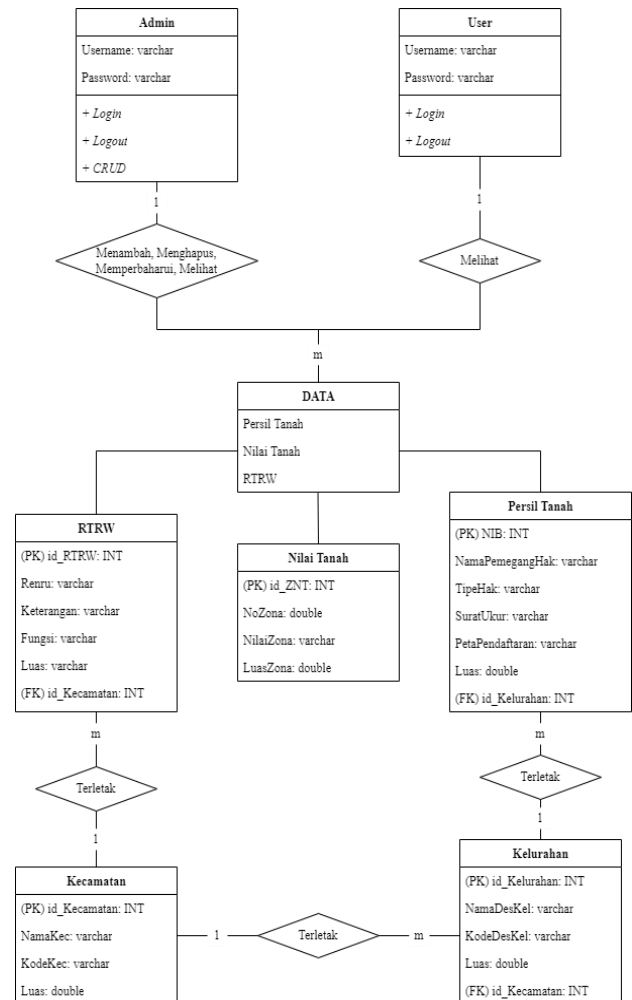 Admin
Username: varchar
Password: varchar
+ Login
+ Logout
+ CRUD
User
Username: varchar
Password: varchar
+ Login
+ Logout
1
1
Menambah, Menghapus,
Memperbaharui, Melihat
Melihat
m
DATA
Persil Tanah
Nilai Tanah
RTRW
RTRW
(PK) id_RTRW: INT
Renru: varchar
Keterangan: varchar
Fungsi: varchar
Luas: varchar
(FK) id_Kecamatan: INT
Nilai Tanah
(PK) id_ZNT: INT
NoZona: double
NilaiZona: varchar
LuasZona: double
Persil Tanah
(PK) NIB: INT
NamaPemegangHak: varchar
TipeHak: varchar
SuratUkur: varchar
PetaPendaftaran: varchar
Luas: double
(FK) id_Kelurahan: INT
m
Terletak
1
m
Terletak
1
Kecamatan
(PK) id_Kecamatan: INT
NamaKec: varchar
KodeKec: varchar
Luas: double
1
Terletak
m
Kelurahan
(PK) id_Kelurahan: INT
NamaDesKel: varchar
KodeDesKel: varchar
Luas: double
(FK) id_Kecamatan: INT